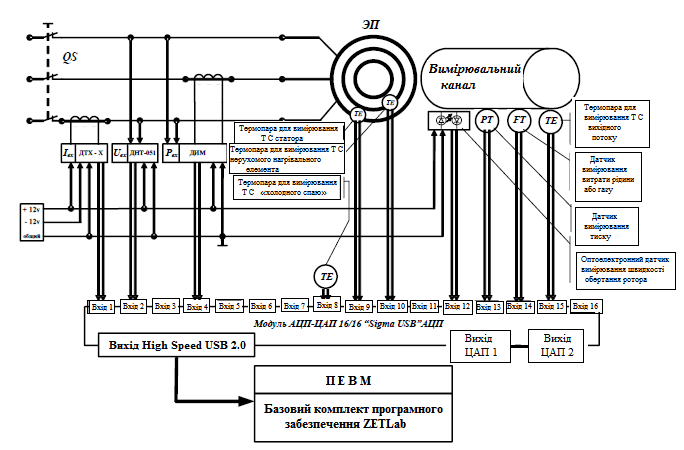 ЭП
QS
Вимірювальний
канал
TE
TE
PT
FT
TE
Термопара для
вимірювання Т С
вихідного
потоку
Термопара для вимірювання
Т С статора
Термопара для вимірювання Т С
нерухомого нагрівального
елемента
Термопара для вимірювання
Т С «холодного спаю»
Датчик
вимірювання
витрати рідини
або газу
Датчик
вимірювання
тиску
Оптоелектронний датчик
вимірювання швидкості
обертання ротора
Iвх ДТХ - Х
Uвх ДНТ-051
Pвх ДИМ
+ 12v
- 12v
общий
TE
Вхід 1 Вхід 2 Вхід 3 Вхід 4 Вхід 5 Вхід 6 Вхід 7 Вхід 8 Вхід 9 Вхід 10 Вхід 11 Вхід 12 Вхід 13 Вхід 14 Вхід 15 Вхід 16
Модуль АЦП-ЦАП 16/16 “Sigma USB”АЦП
Вихід High Speed USB 2.0
Вихід
ЦАП 1
Вихід
ЦАП 2
П Е В М
Базовий комплект програмного
забезпечення ZETLab